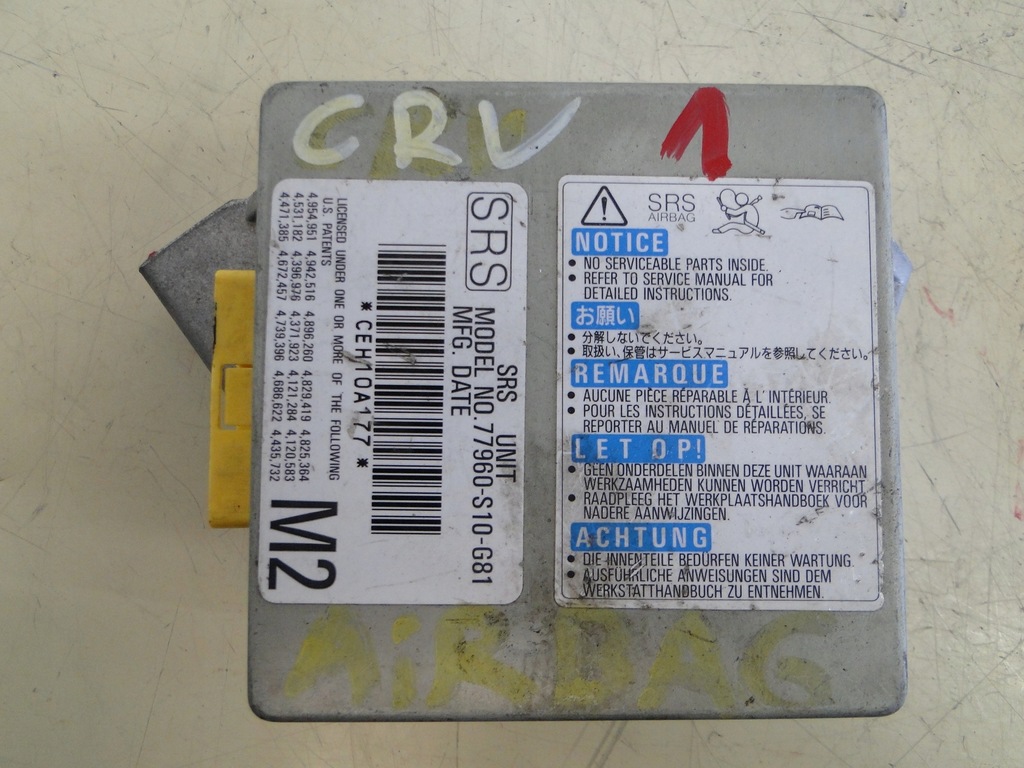 CRV 1
SRS
SRS UNIT
MODEL NO. 77960-S10-G81
MFG. DATE
*CEH10A177*
LICENSED UNDER ONE OR MORE OF THE FOLLOWING
U.S. PATENTS
4,954,951 4,942,516 4,896,260 4,829,419 4,825,364
4,531,182 4,396,976 4,371,923 4,121,284 4,120,583
4,471,385 4,672,457 4,739,396 4,686,622 4,435,732
M2
SRS
AIRBAG
NOTICE
• NO SERVICEABLE PARTS INSIDE.
• REFER TO SERVICE MANUAL FOR
DETAILED INSTRUCTIONS.
お願い
• 分解しないでください。
• 取扱い、保管はサービスマニュアルを参照してください。
REMARQUE
• AUCUNE PIÈCE RÉPARABLE À L'INTÉRIEUR.
• POUR LES INSTRUCTIONS DÉTAILLÉES, SE
REPORTER AU MANUEL DE RÉPARATIONS.
LET OP!
• GEEN ONDERDELEN BINNEN DEZE UNIT WAARAAN
WERKZAAMHEDEN KUNNEN WORDEN VERRICHT.
• RAADPLEEG HET WERKPLAATSHANDBOEK VOOR
NADERE AANWIJZINGEN.
ACHTUNG
• DIE INNENTEILE BEDÜRFEN KEINER WARTUNG.
• AUSFÜHRLICHE ANWEISUNGEN SIND DEM
WERKSTATTHANDBUCH ZU ENTNEHMEN.
AiRBAG